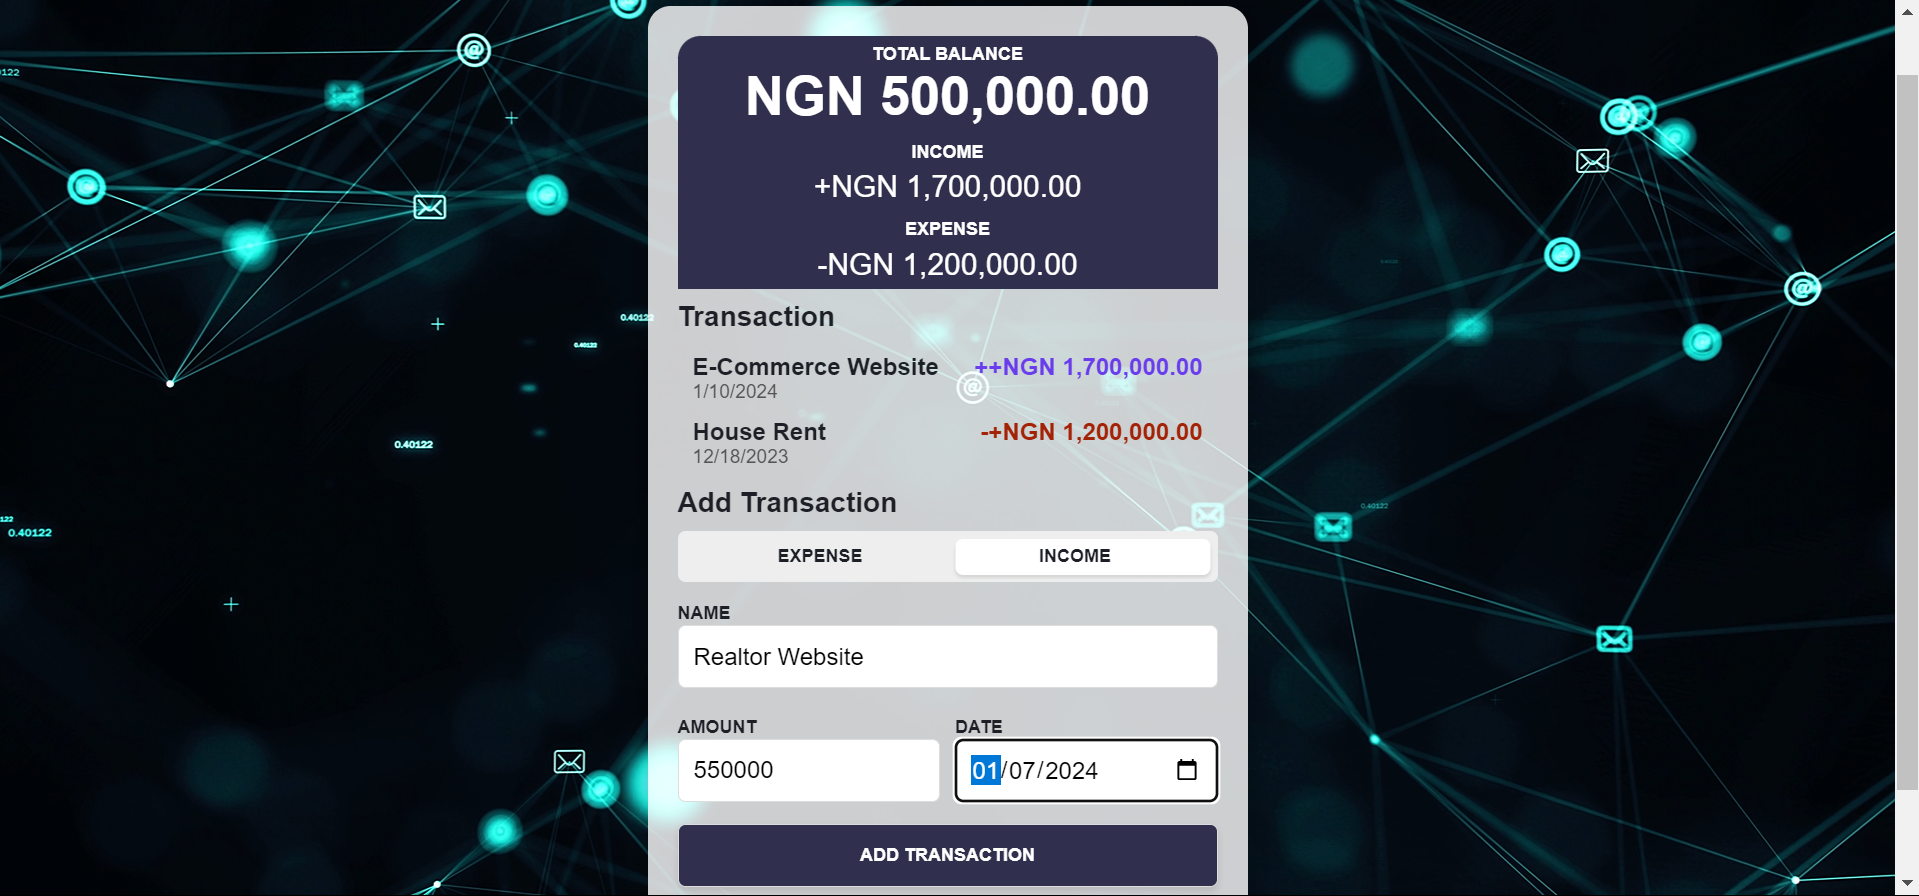 TOTAL BALANCE
NGN 500,000.00
INCOME
+NGN 1,700,000.00
EXPENSE
-NGN 1,200,000.00
Transaction
E-Commerce Website ++NGN 1,700,000.00
1/10/2024
House Rent -+NGN 1,200,000.00
12/18/2023
Add Transaction
EXPENSE INCOME
NAME
Realtor Website
AMOUNT DATE
550000 01/07/2024
ADD TRANSACTION
0.40122
0.40122
0.40122
0.40122
0.40122